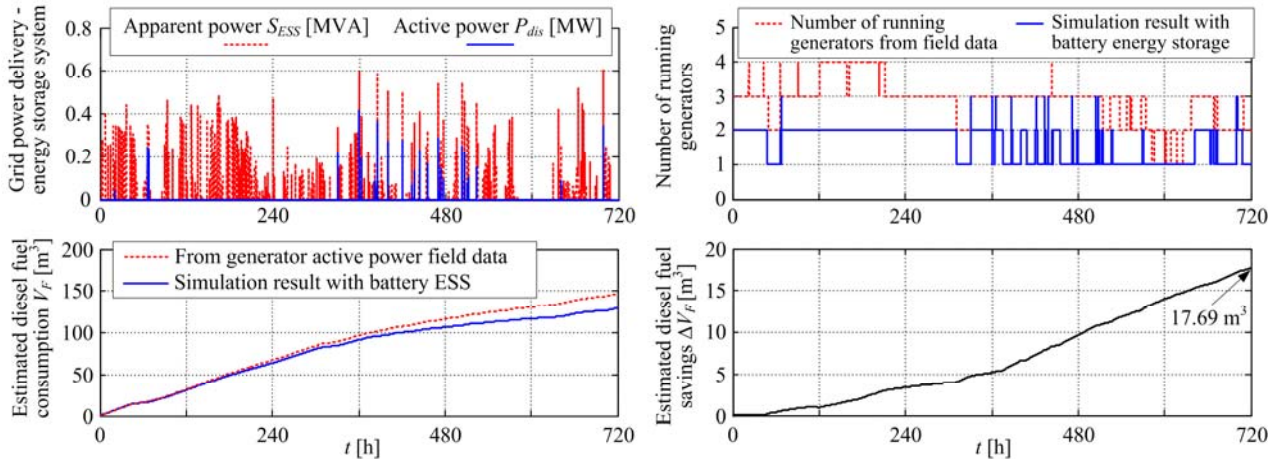 Grid power delivery -
energy storage system
Apparent power S_ESS [MVA] Active power P_dis [MW]
0.8
0.6
0.4
0.2
0
0 240 480 720
Number of running
generators
Number of running
generators from field data
Simulation result with
battery energy storage
5
4
3
2
1
0
0 240 480 720
Estimated diesel fuel
consumption V_F [m³]
From generator active power field data
Simulation result with battery ESS
200
150
100
50
0
0 240 480 720
t [h]
Estimated diesel fuel
savings ΔV_F [m³]
20
15
10
5
0
17.69 m³
0 240 480 720
t [h]